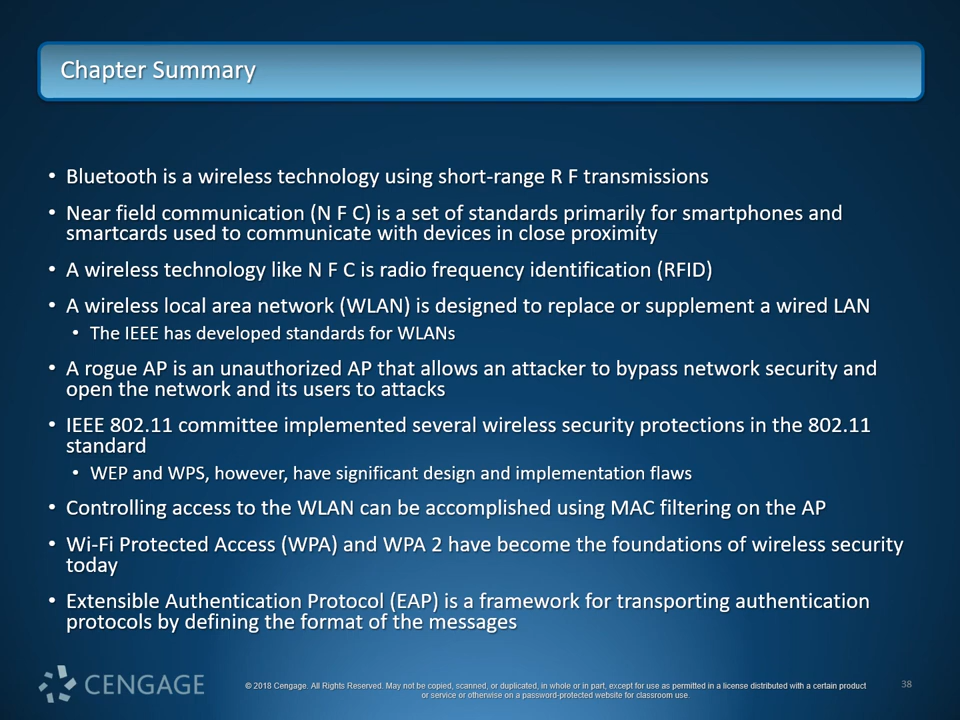 Chapter Summary
• Bluetooth is a wireless technology using short-range R F transmissions
• Near field communication (N F C) is a set of standards primarily for smartphones and
smartcards used to communicate with devices in close proximity
• A wireless technology like N F C is radio frequency identification (RFID)
• A wireless local area network (WLAN) is designed to replace or supplement a wired LAN
• The IEEE has developed standards for WLANs
• A rogue AP is an unauthorized AP that allows an attacker to bypass network security and
open the network and its users to attacks
• IEEE 802.11 committee implemented several wireless security protections in the 802.11
standard
• WEP and WPS, however, have significant design and implementation flaws
• Controlling access to the WLAN can be accomplished using MAC filtering on the AP
• Wi-Fi Protected Access (WPA) and WPA 2 have become the foundations of wireless security
today
• Extensible Authentication Protocol (EAP) is a framework for transporting authentication
protocols by defining the format of the messages
CENGAGE
© 2018 Cengage. All Rights Reserved. May not be copied, scanned, or duplicated, in whole or in part, except for use as permitted in a license distributed with a certain product
or service or otherwise on a password-protected website for classroom use.
38